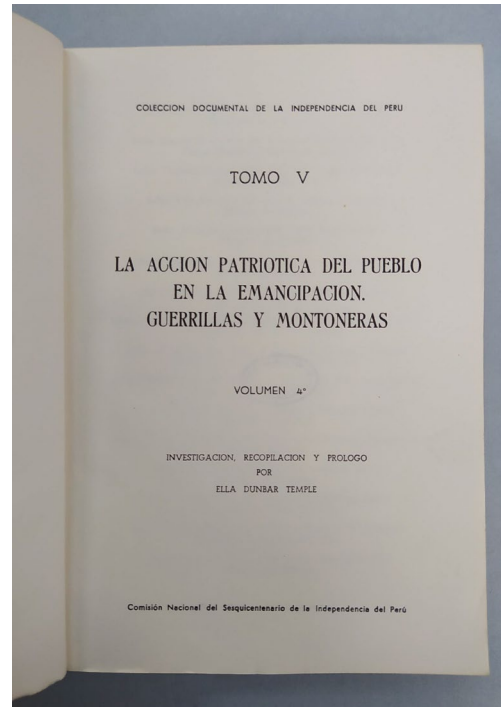 COLECCION DOCUMENTAL DE LA INDEPENDENCIA DEL PERU
TOMO V
LA ACCION PATRIOTICA DEL PUEBLO
EN LA EMANCIPACION.
GUERRILLAS Y MONTONERAS
VOLUMEN 4°
INVESTIGACION, RECOPILACION Y PROLOGO
POR
ELLA DUNBAR TEMPLE
Comisión Nacional del Sesquicentenario de la Independencia del Perú